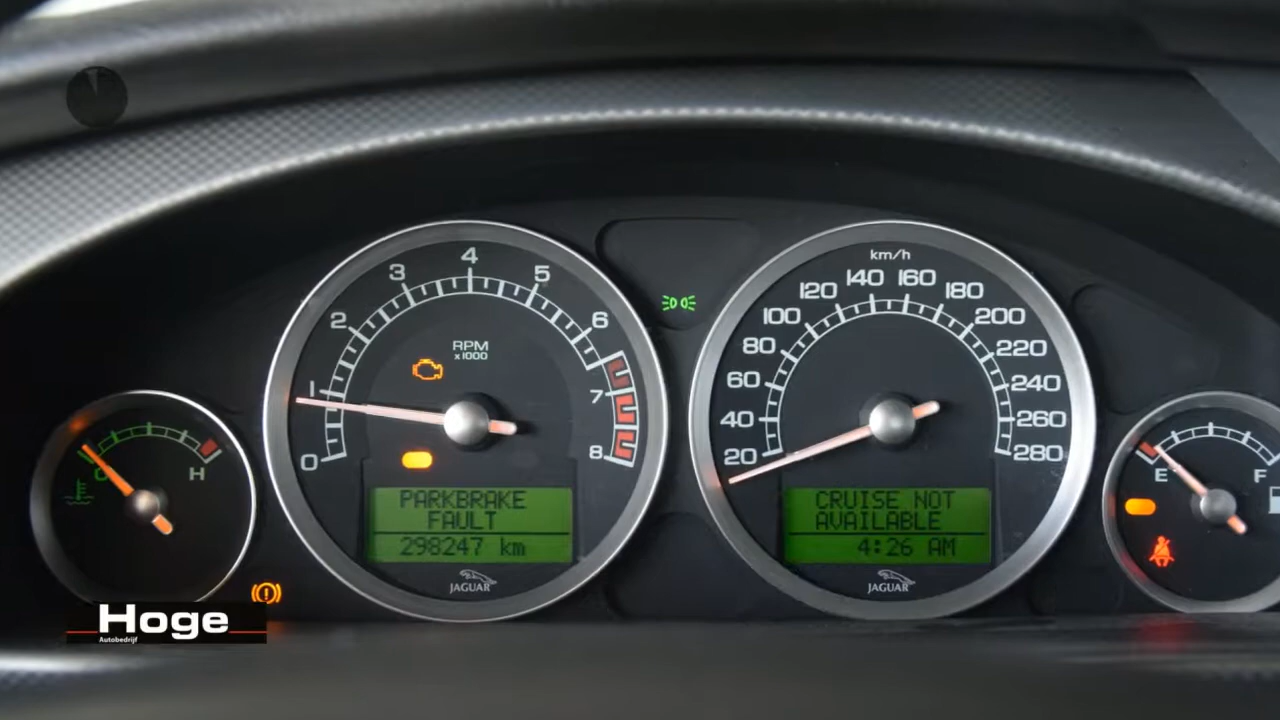 km/h
4
3
5
140
160
120
180
2
6
100
200
RPM
x1000
80
220
1
7
60
240
40
260
0
8
20
280
C
H
E
F
PARKBRAKE
FAULT
298247 km
CRUISE NOT
AVAILABLE
4:26 AM
JAGUAR
JAGUAR
Hoge
Autobedrijf